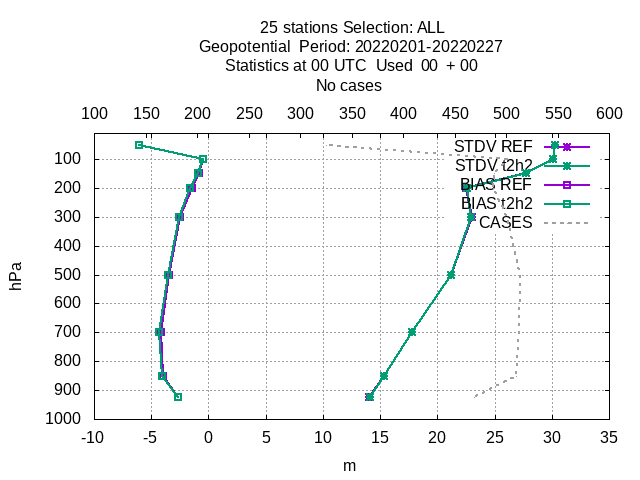 25 stations Selection: ALL
Geopotential  Period: 20220201-20220227
Statistics at 00 UTC  Used  00  + 00
No cases
100 150 200 250 300 350 400 450 500 550 600
STDV REF
100
STDV t2h2
200
BIAS REF
BIAS t2h2
300
CASES
400
hPa
500
600
700
800
900
1000
-10 -5 0 5 10 15 20 25 30 35
m